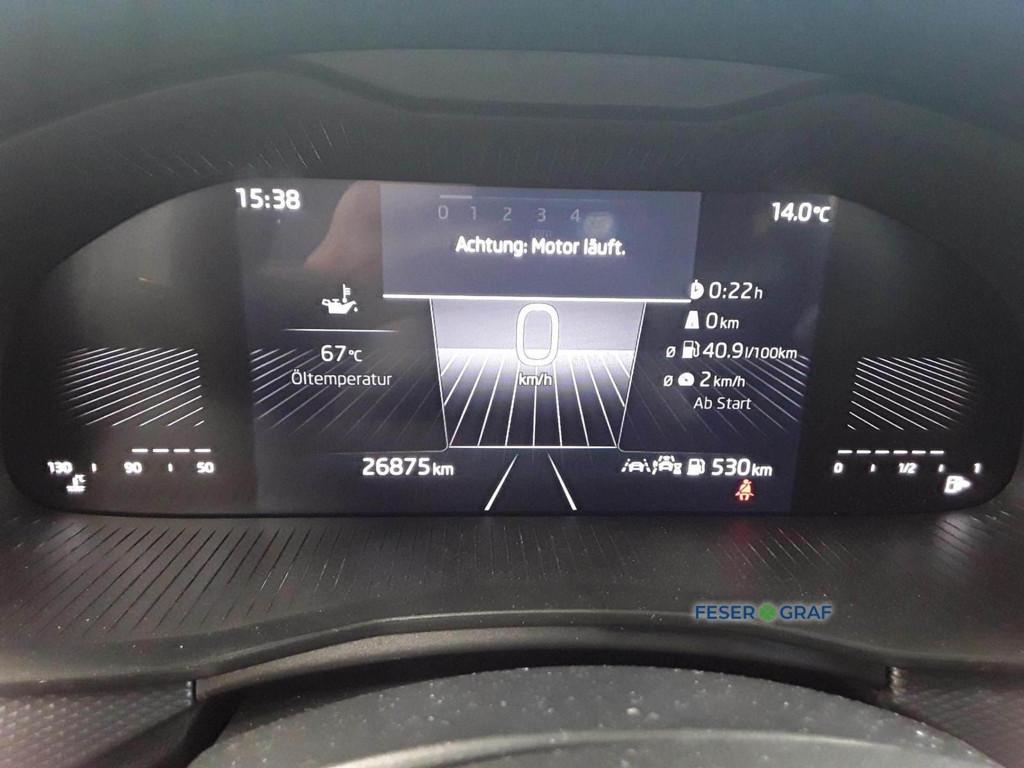 15:38
14.0°C
0 1 2 3 4
Achtung: Motor läuft.
0:22h
0km
0
Ø 40.9l/100km
67°C
km/h
Ø 2km/h
Öltemperatur
Ab Start
130 90 50
26875km
530km
0 1/2 1
FESER GRAF